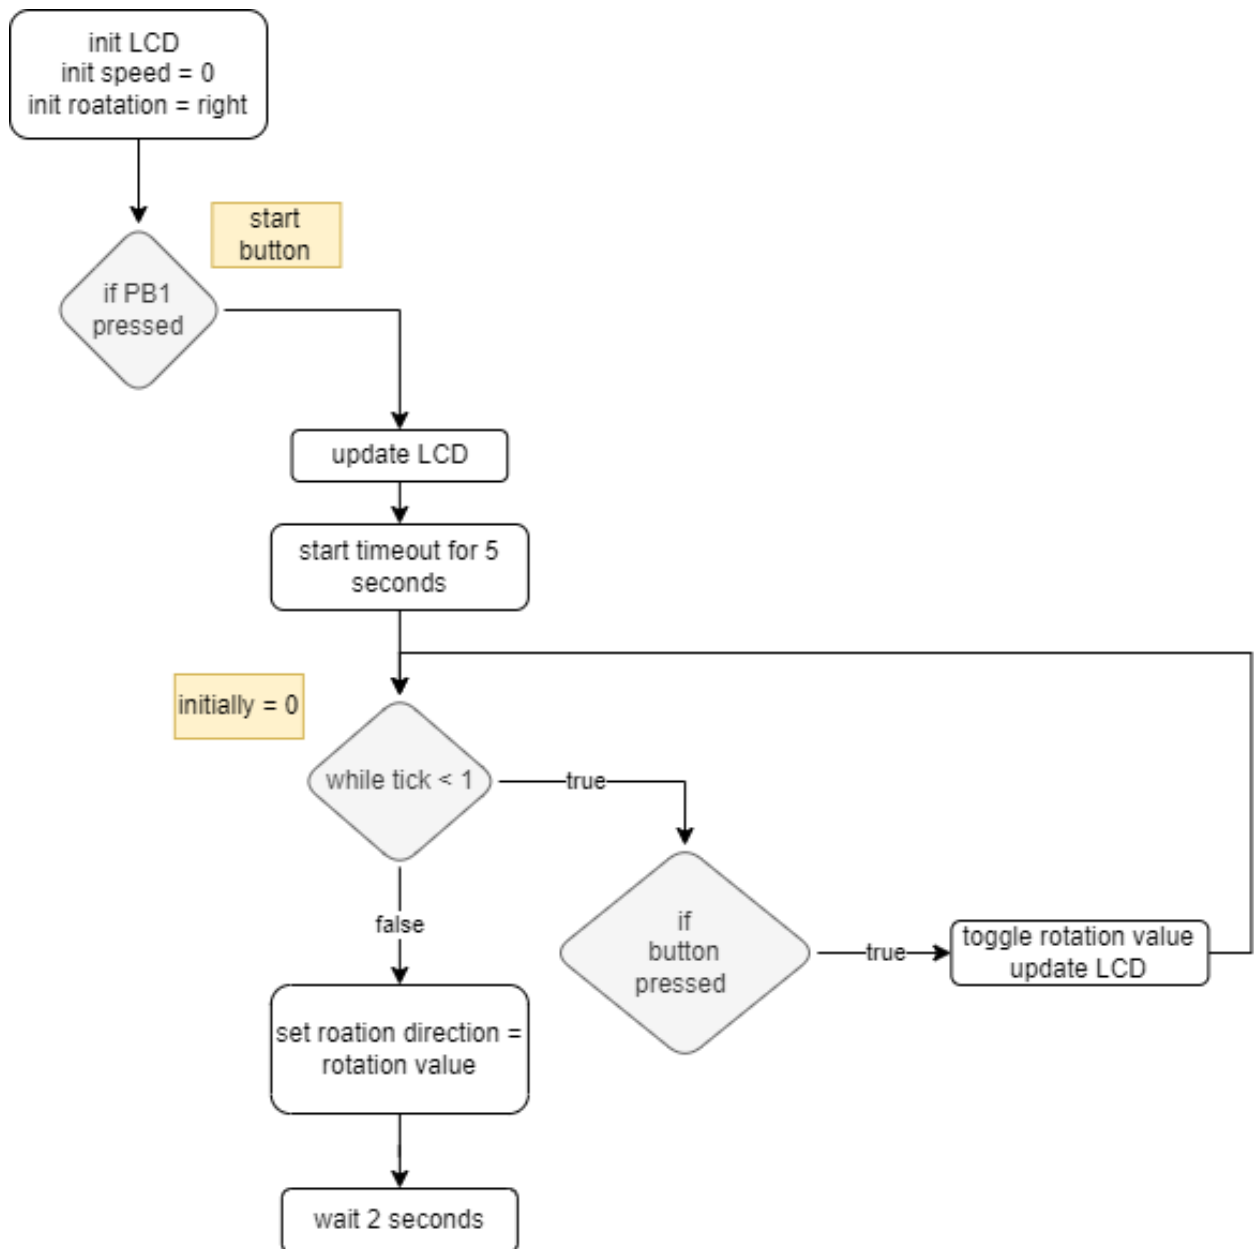 init LCD
init speed = 0
init roatation = right
start
button
if PB1
pressed
update LCD
start timeout for 5
seconds
initially = 0
while tick < 1
true
false
if
button
pressed
true
toggle rotation value
update LCD
set roation direction =
rotation value
wait 2 seconds